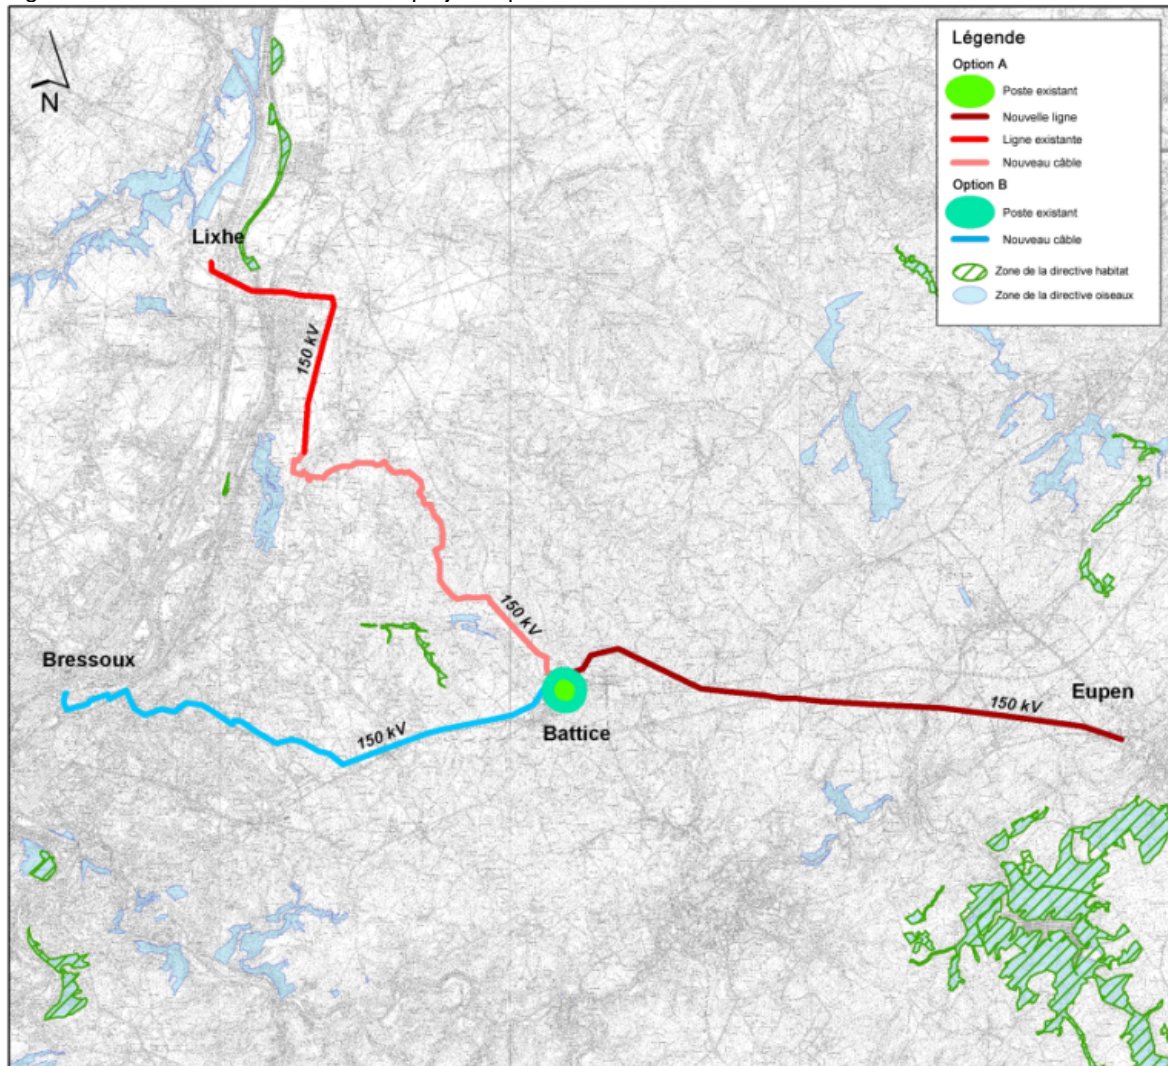 N
Légende
Option A
Poste existant
Nouvelle ligne
Ligne existante
Nouveau câble
Option B
Poste existant
Nouveau câble
Zone de la directive habitat
Zone de la directive oiseaux
Lixhe
150 kV
150 kV
Bressoux
Eupen
150 kV
Battice
150 kV